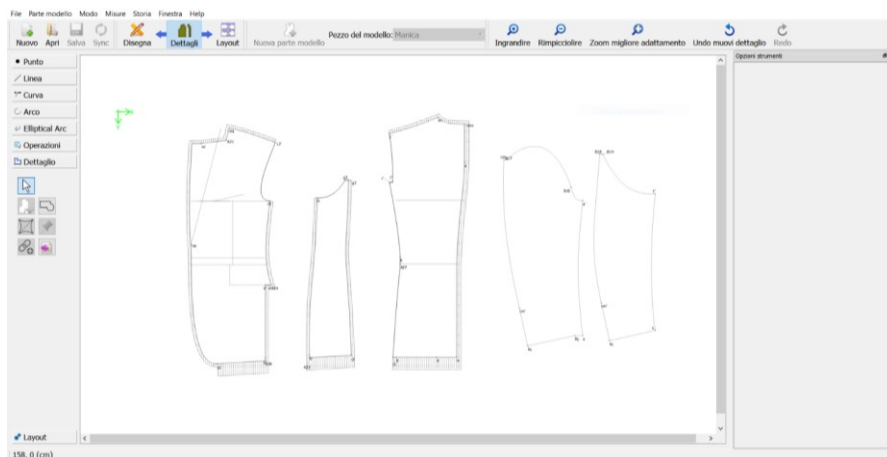 File Parte modello Modo Misure Storia Finestra Help
Nuovo Apri Salva Sync Disegna Dettagli Layout Nuova parte modello Pezzo del modello: Manica Ingrandire Rimpicciolire Zoom migliore adattamento Undo muovi dettaglio Redo
Opzioni strumenti
Punto
Linea
Curva
Arco
Elliptical Arc
Operazioni
Dettaglio
Layout
158, 0 (cm)